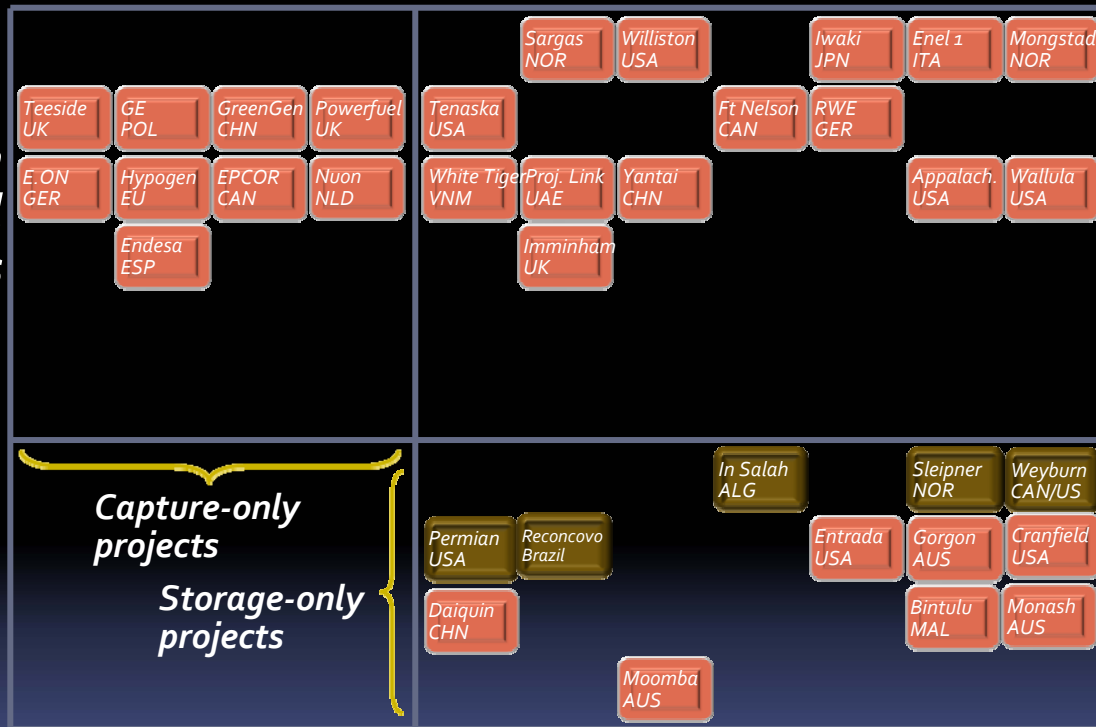 Sargas
NOR
Williston
USA
Iwaki
JPN
Enel 1
ITA
Mongstad
NOR
Teeside
UK
GE
POL
GreenGen
CHN
Powerfuel
UK
Tenaska
USA
Ft Nelson
CAN
RWE
GER
E.ON
GER
Hypogen
EU
EPCOR
CAN
Nuon
NLD
White Tiger
VNM
Proj. Link
UAE
Yantai
CHN
Appalach.
USA
Wallula
USA
Endesa
ESP
Imminham
UK
Capture-only
projects
Storage-only
projects
In Salah
ALG
Sleipner
NOR
Weyburn
CAN/US
Permian
USA
Reconcovo
Brazil
Entrada
USA
Gorgon
AUS
Cranfield
USA
Daiquin
CHN
Bintulu
MAL
Monash
AUS
Moomba
AUS